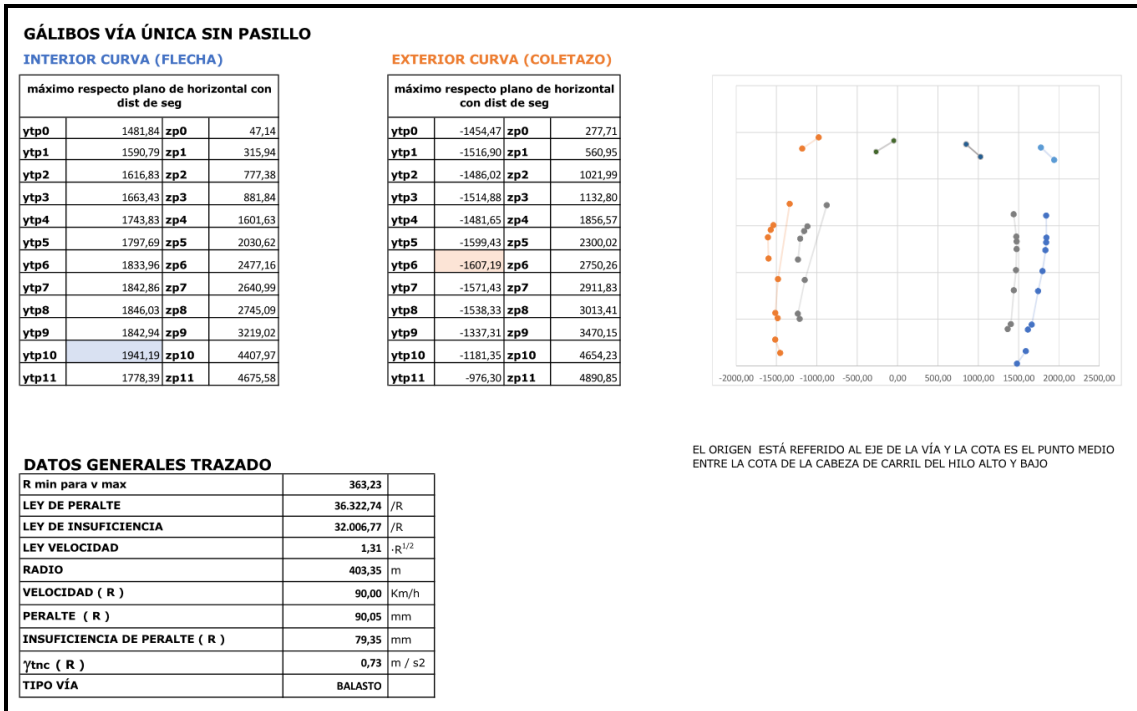 GÁLIBOS VÍA ÚNICA SIN PASILLO
INTERIOR CURVA (FLECHA)
máximo respecto plano de horizontal con
dist de seg
ytp0 1481,84 zp0 47,14
ytp1 1590,79 zp1 315,94
ytp2 1616,83 zp2 777,38
ytp3 1663,43 zp3 881,84
ytp4 1743,83 zp4 1601,63
ytp5 1797,69 zp5 2030,62
ytp6 1833,96 zp6 2477,16
ytp7 1842,86 zp7 2640,99
ytp8 1846,03 zp8 2745,09
ytp9 1842,94 zp9 3219,02
ytp10 1941,19 zp10 4407,97
ytp11 1778,39 zp11 4675,58
EXTERIOR CURVA (COLETAZO)
máximo respecto plano de horizontal
con dist de seg
ytp0 -1454,47 zp0 277,71
ytp1 -1516,90 zp1 560,95
ytp2 -1486,02 zp2 1021,99
ytp3 -1514,88 zp3 1132,80
ytp4 -1481,65 zp4 1856,57
ytp5 -1599,43 zp5 2300,02
ytp6 -1607,19 zp6 2750,26
ytp7 -1571,43 zp7 2911,83
ytp8 -1538,33 zp8 3013,41
ytp9 -1337,31 zp9 3470,15
ytp10 -1181,35 zp10 4654,23
ytp11 -976,30 zp11 4890,85
-2000,00 -1500,00 -1000,00 -500,00 0,00 500,00 1000,00 1500,00 2000,00 2500,00
EL ORIGEN ESTÁ REFERIDO AL EJE DE LA VÍA Y LA COTA ES EL PUNTO MEDIO
ENTRE LA COTA DE LA CABEZA DE CARRIL DEL HILO ALTO Y BAJO
DATOS GENERALES TRAZADO
R min para v max 363,23
LEY DE PERALTE 36.322,74 /R
LEY DE INSUFICIENCIA 32.006,77 /R
LEY VELOCIDAD 1,31 ·R^1/2
RADIO 403,35 m
VELOCIDAD ( R ) 90,00 Km/h
PERALTE ( R ) 90,05 mm
INSUFICIENCIA DE PERALTE ( R ) 79,35 mm
γtnc ( R ) 0,73 m / s2
TIPO VÍA BALASTO